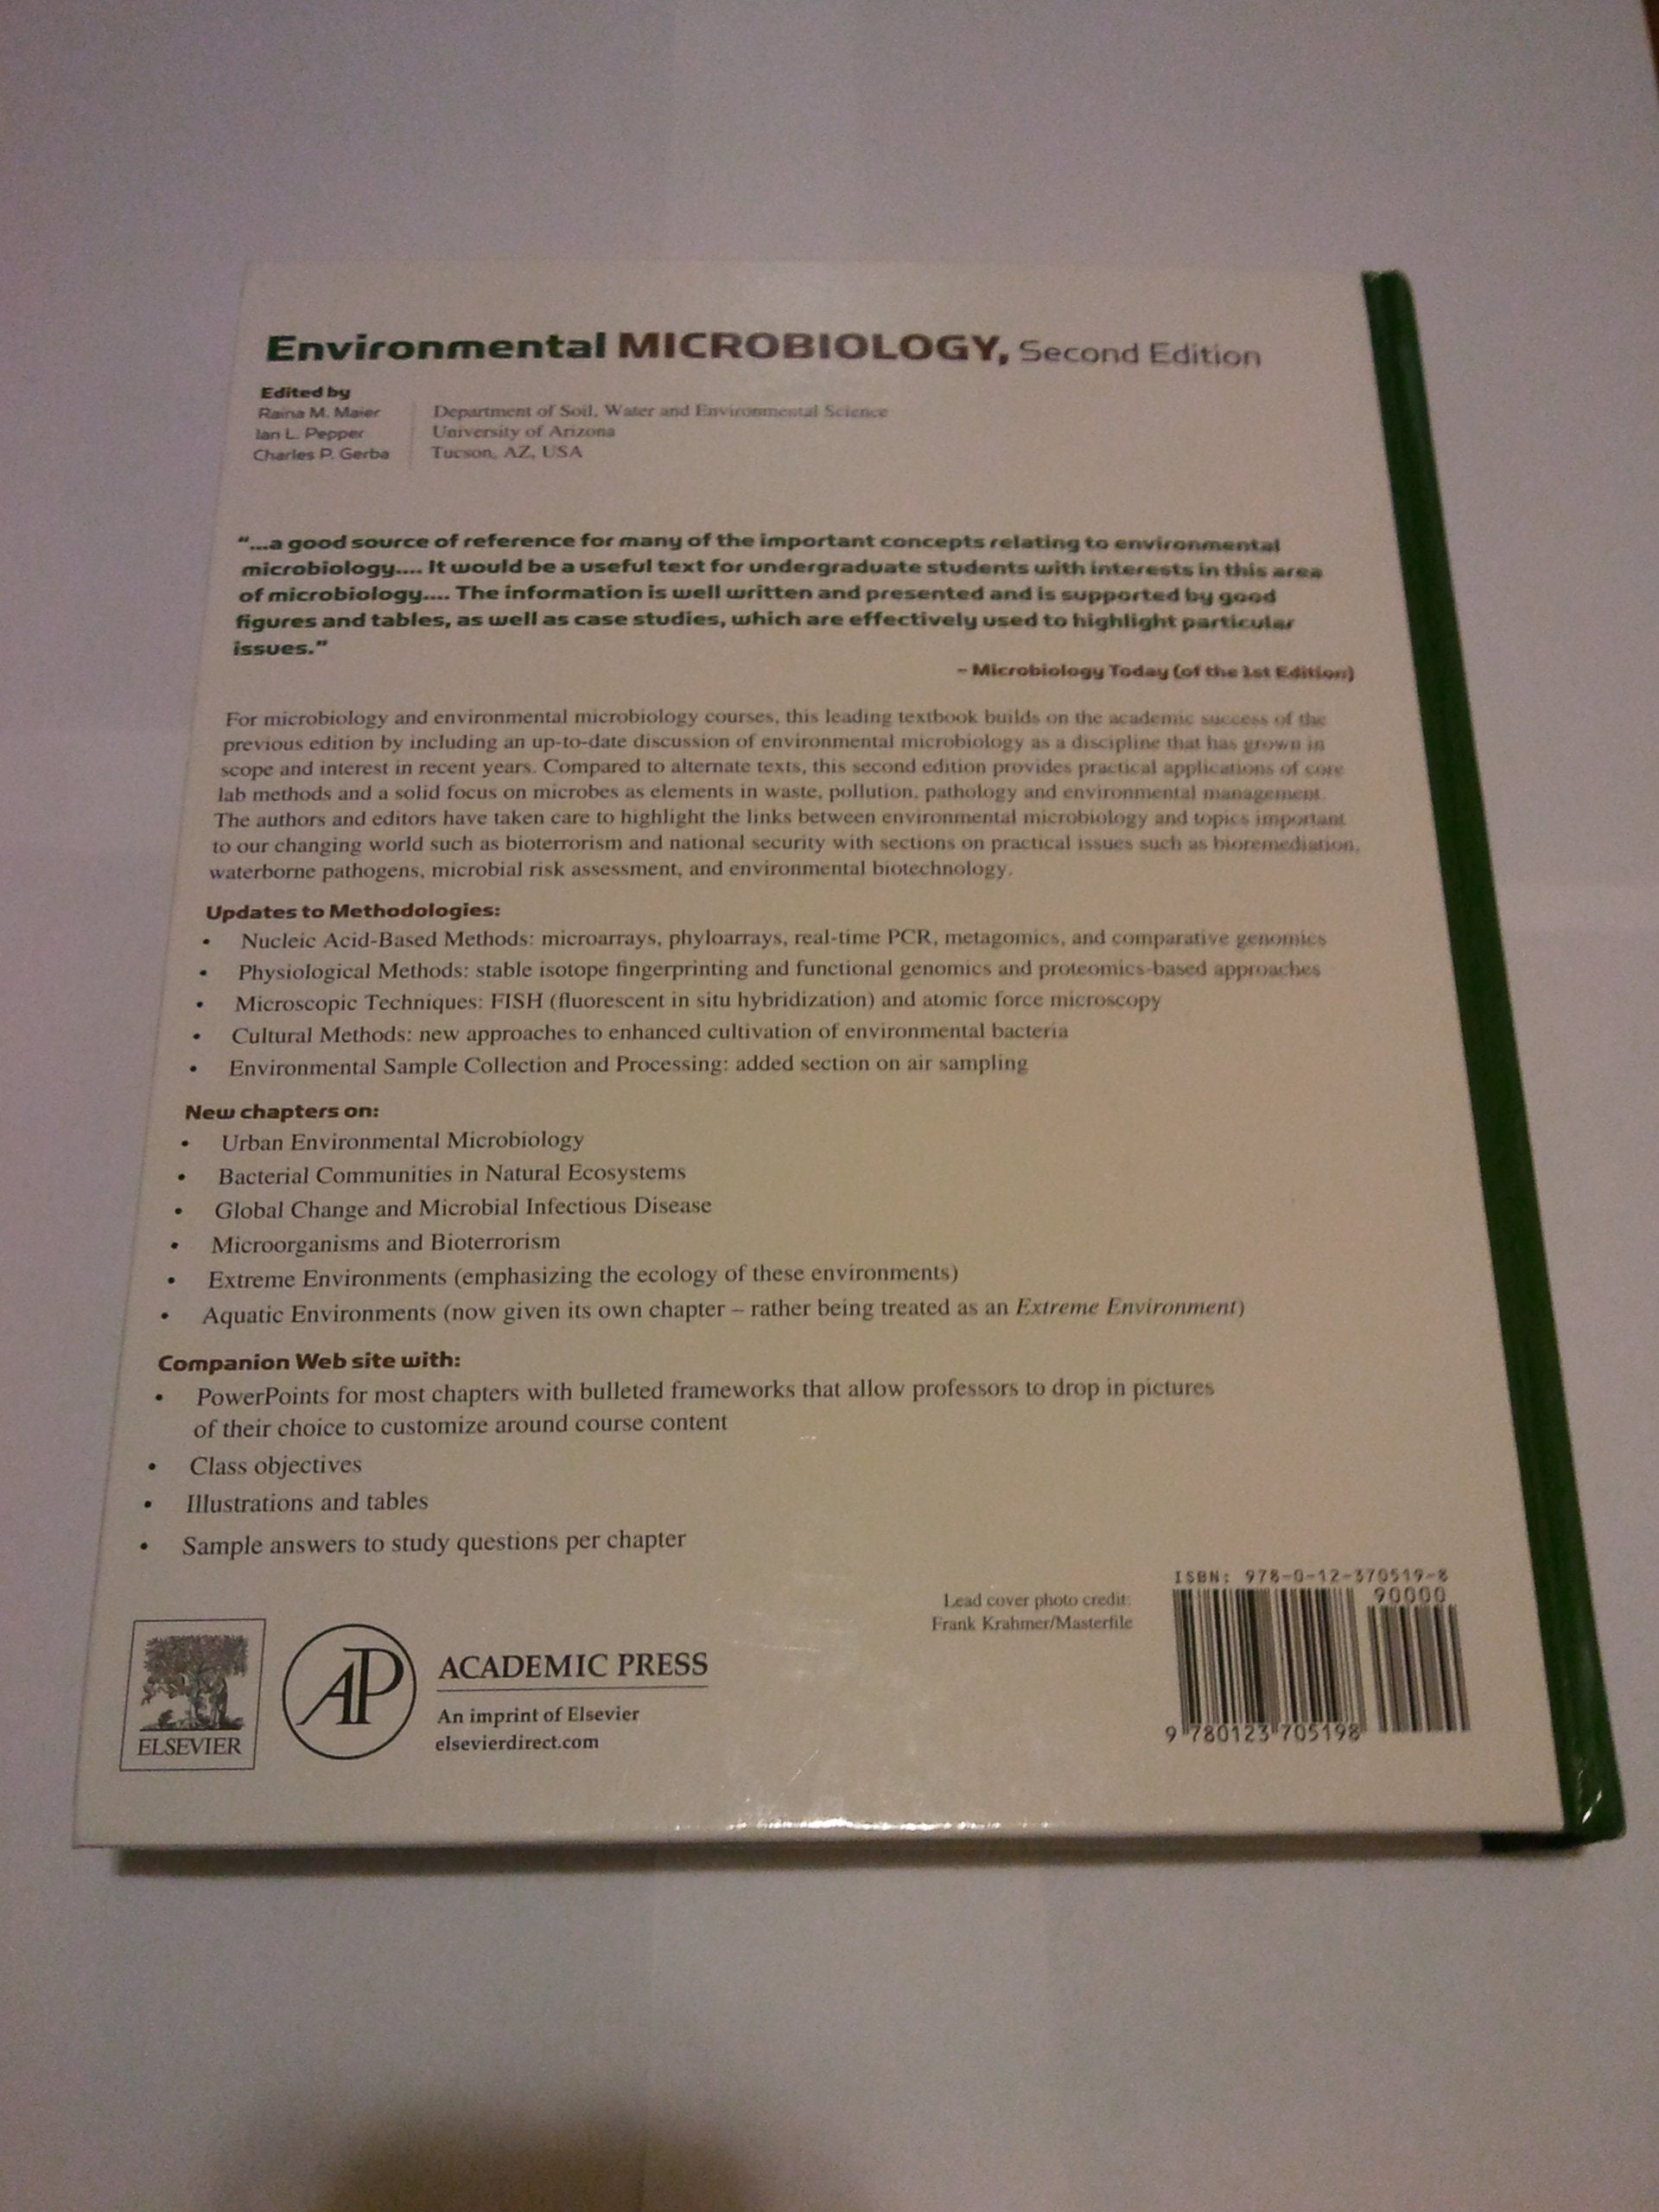 Environmental MICROBIOLOGY, Second Edition
Edited by
Raina M. Maier
Ian L. Pepper
Charles P. Gerba
Department of Soil, Water and Environmental Science
University of Arizona
Tucson, AZ, USA
"...a good source of reference for many of the important concepts relating to environmental
microbiology.... It would be a useful text for undergraduate students with interests in this area
of microbiology.... The information is well written and presented and is supported by good
figures and tables, as well as case studies, which are effectively used to highlight particular
issues."
– Microbiology Today (of the 1st Edition)
For microbiology and environmental microbiology courses, this leading textbook builds on the academic success of the
previous edition by including an up-to-date discussion of environmental microbiology as a discipline that has grown in
scope and interest in recent years. Compared to alternate texts, this second edition provides practical applications of core
lab methods and a solid focus on microbes as elements in waste, pollution, pathology and environmental management.
The authors and editors have taken care to highlight the links between environmental microbiology and topics important
to our changing world such as bioterrorism and national security with sections on practical issues such as bioremediation,
waterborne pathogens, microbial risk assessment, and environmental biotechnology.
Updates to Methodologies:
• Nucleic Acid-Based Methods: microarrays, phyloarrays, real-time PCR, metagomics, and comparative genomics
• Physiological Methods: stable isotope fingerprinting and functional genomics and proteomics-based approaches
• Microscopic Techniques: FISH (fluorescent in situ hybridization) and atomic force microscopy
• Cultural Methods: new approaches to enhanced cultivation of environmental bacteria
• Environmental Sample Collection and Processing: added section on air sampling
New chapters on:
• Urban Environmental Microbiology
• Bacterial Communities in Natural Ecosystems
• Global Change and Microbial Infectious Disease
• Microorganisms and Bioterrorism
• Extreme Environments (emphasizing the ecology of these environments)
• Aquatic Environments (now given its own chapter – rather being treated as an Extreme Environment)
Companion Web site with:
• PowerPoints for most chapters with bulleted frameworks that allow professors to drop in pictures
of their choice to customize around course content
• Class objectives
• Illustrations and tables
• Sample answers to study questions per chapter
ELSEVIER
AP
ACADEMIC PRESS
An imprint of Elsevier
elsevierdirect.com
Lead cover photo credit:
Frank Krahmer/Masterfile
ISBN: 978-0-12-370519-8
90000
9 780123 705198